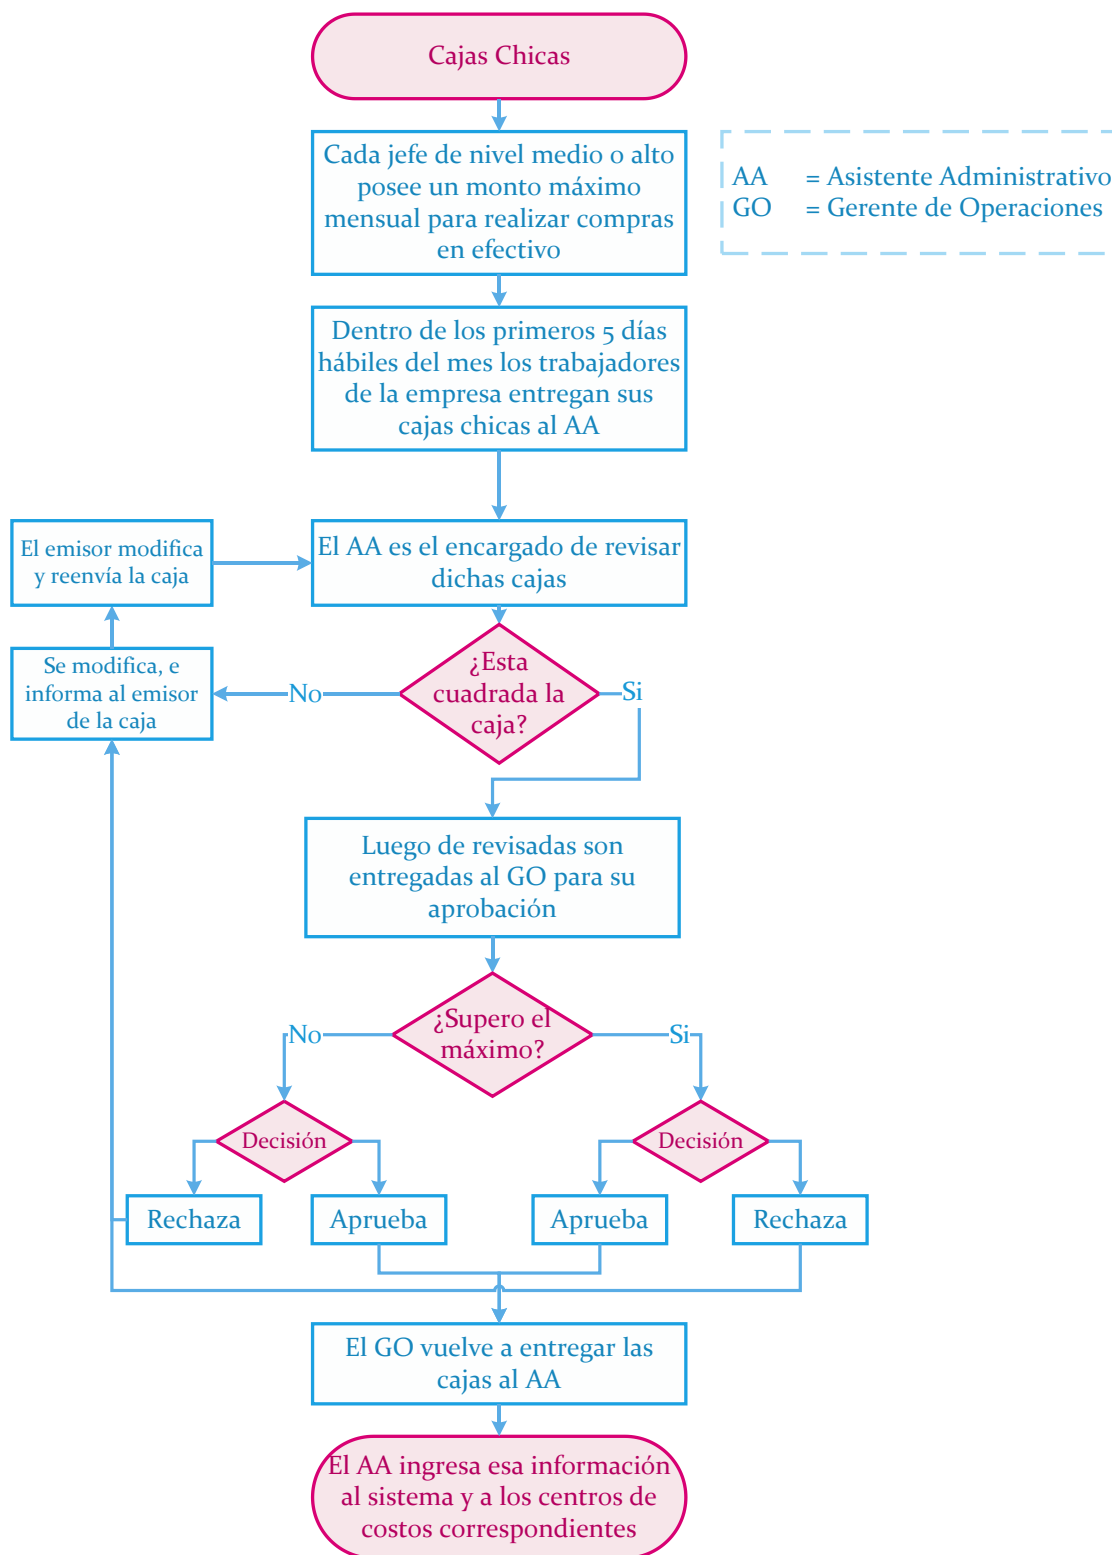 Cajas Chicas
Cada jefe de nivel medio o alto
posee un monto máximo
mensual para realizar compras
en efectivo
AA = Asistente Administrativo
GO = Gerente de Operaciones
Dentro de los primeros 5 días
hábiles del mes los trabajadores
de la empresa entregan sus
cajas chicas al AA
El emisor modifica
y reenvía la caja
El AA es el encargado de revisar
dichas cajas
Se modifica, e
informa al emisor
de la caja
No
¿Esta
cuadrada la
caja?
Si
Luego de revisadas son
entregadas al GO para su
aprobación
No
¿Supero el
máximo?
Si
Decisión
Decisión
Rechaza
Aprueba
Aprueba
Rechaza
El GO vuelve a entregar las
cajas al AA
El AA ingresa esa información
al sistema y a los centros de
costos correspondientes